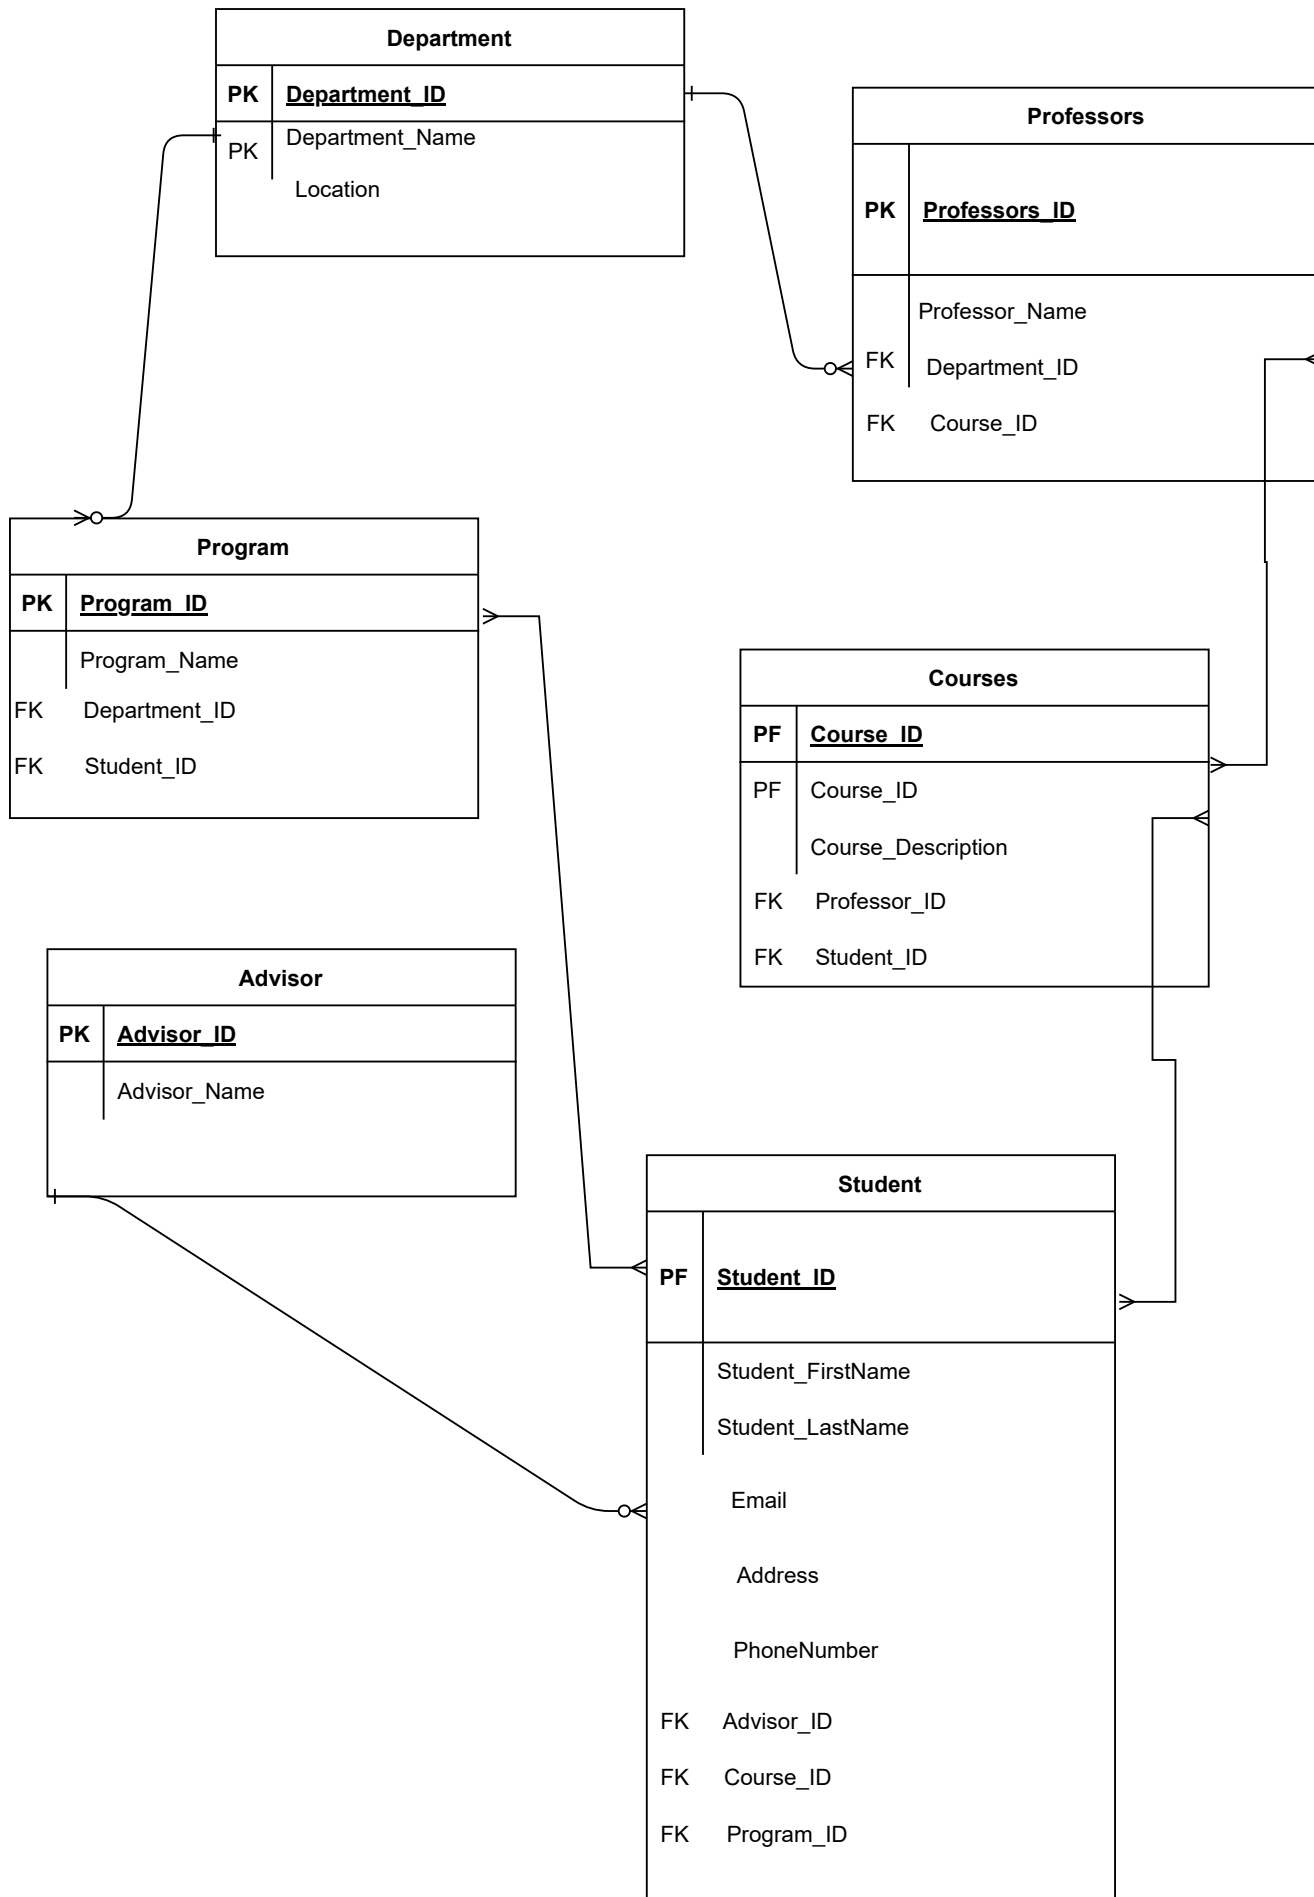 Department
PK Department_ID
PK Department_Name
Location
Professors
PK Professors_ID
Professor_Name
FK Department_ID
FK Course_ID
Program
PK Program_ID
Program_Name
FK Department_ID
FK Student_ID
Courses
PF Course_ID
PF Course_ID
Course_Description
FK Professor_ID
FK Student_ID
Advisor
PK Advisor_ID
Advisor_Name
Student
PF Student_ID
Student_FirstName
Student_LastName
Email
Address
PhoneNumber
FK Advisor_ID
FK Course_ID
FK Program_ID